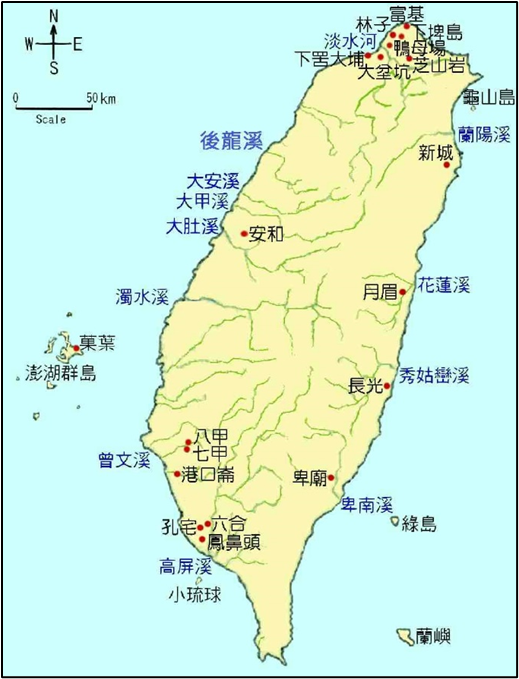 N
W E
S
0 50 km
Scale
富基
林子
下埤島
淡水河
鴨母場
下罟大埔
大坌坑
芝山岩
龜山島
蘭陽溪
後龍溪
新城
大安溪
大甲溪
大肚溪
安和
月眉
花蓮溪
濁水溪
菓葉
澎湖群島
秀姑巒溪
長光
八甲
七甲
曾文溪
港口崙
卑廟
卑南溪
綠島
孔宅
六合
鳳鼻頭
高屏溪
小琉球
蘭嶼